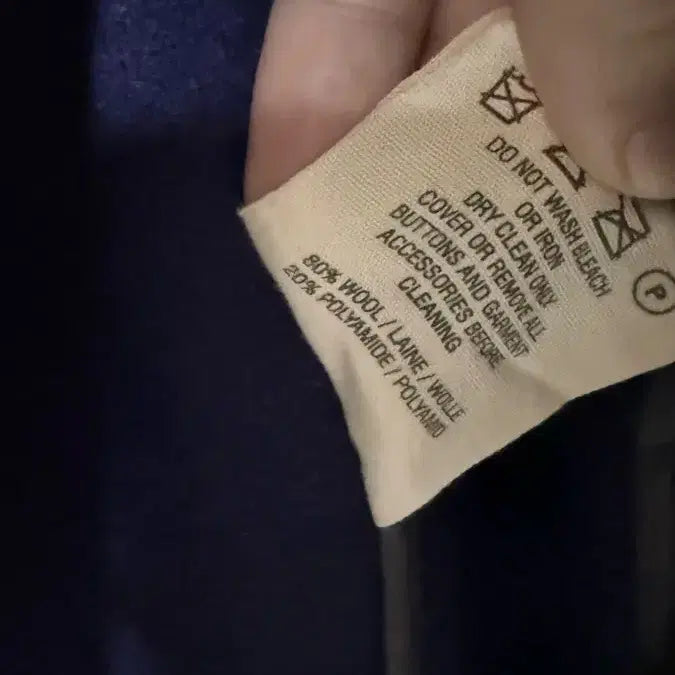 DO NOT WASH BLEACH
OR IRON
DRY CLEAN ONLY
COVER OR REMOVE ALL
BUTTONS AND GARMENT
ACCESSORIES BEFORE
CLEANING
80% WOOL / LAINE / WOLLE
20% POLYAMIDE / POLYAMID
P